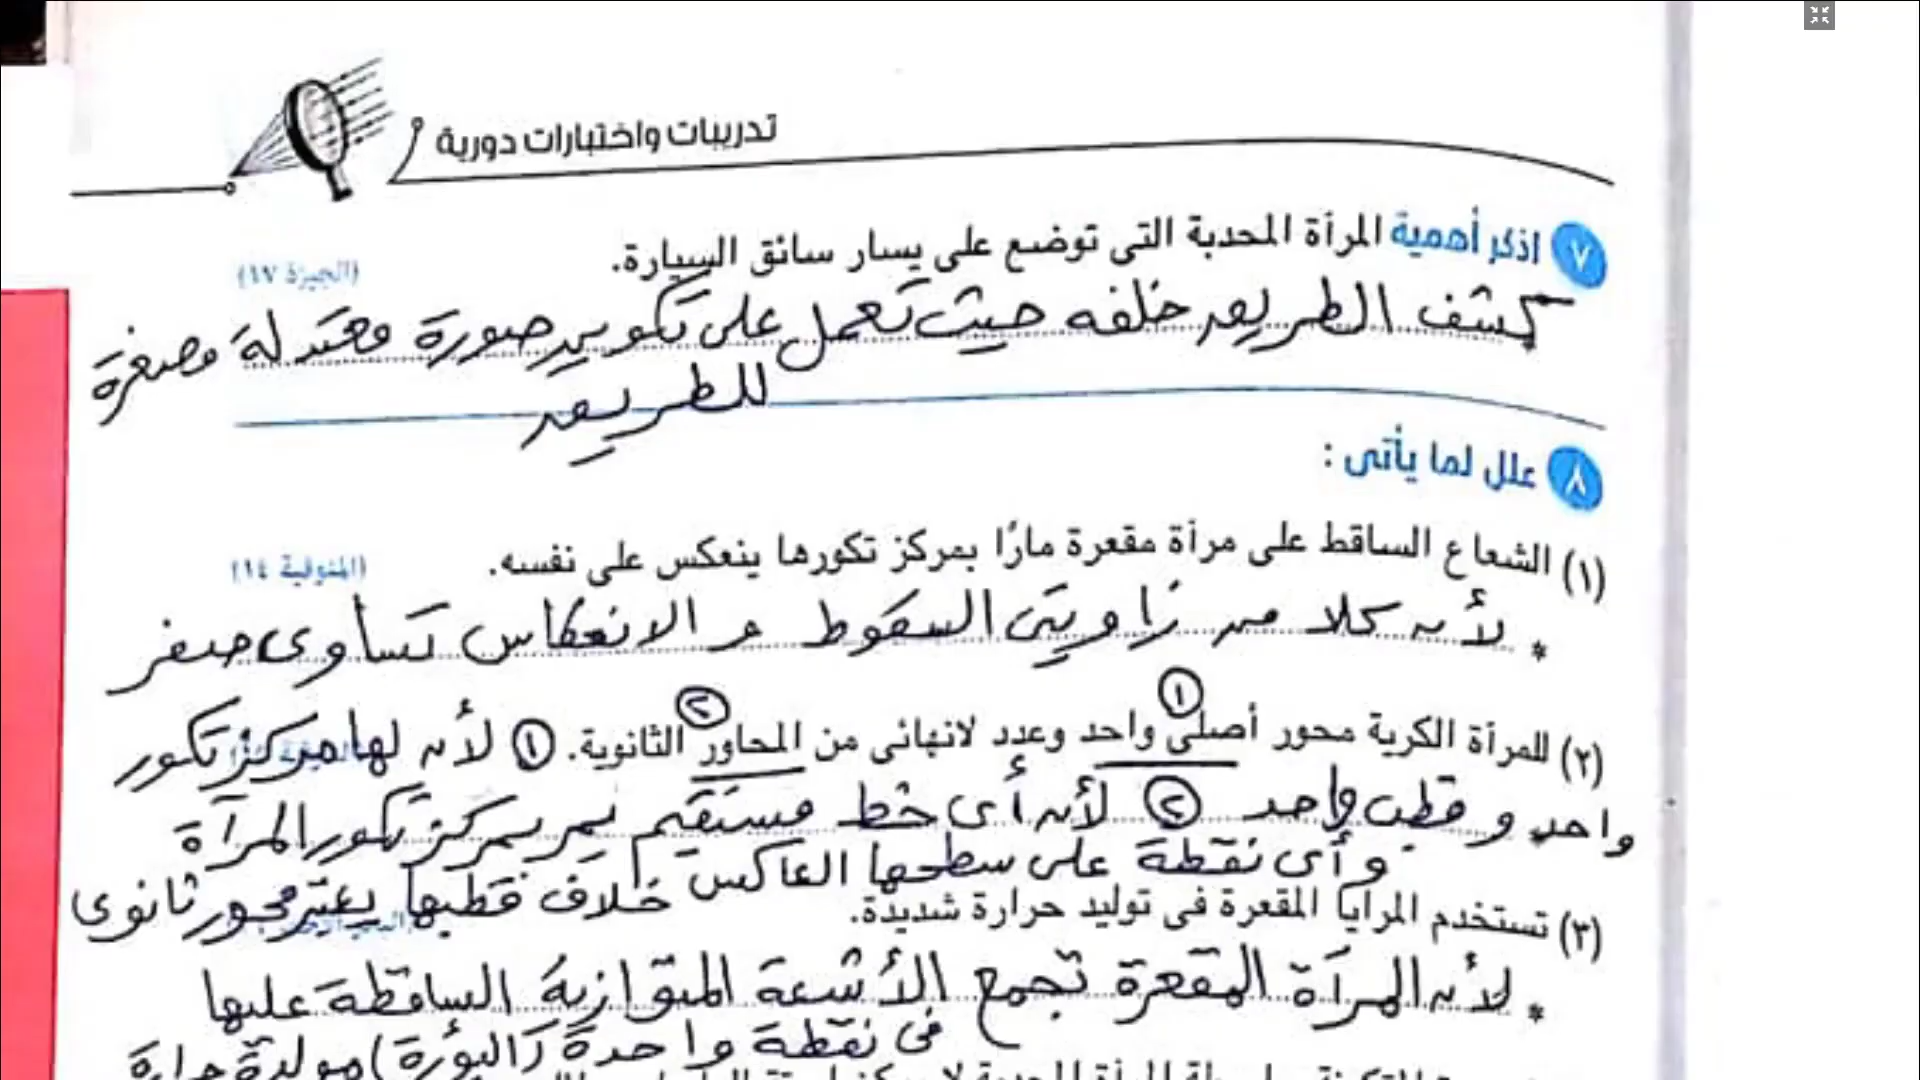 تدريبات واختبارات دورية
٧ اذكر أهمية المرآة المحدبة التى توضع على يسار سائق السيارة. (الجيزة ١٧)
كشف الطريق خلفه حيث تعمل على تكوين صورة معتدلة مصغرة
للطريق
٨ علل لما يأتى :
(١) الشعاع الساقط على مرآة مقعرة مارًا بمركز تكورها ينعكس على نفسه. (المنوفية ١٤)
* لأن كلا من زاويتى السقوط و الانعكاس تساوى صفر
(٢) للمرآة الكرية محور أصلى واحد وعدد لانهائى من المحاور الثانوية. ① لأن لها مركز تكور
① ②
واحد و قطب واحد ② لأن أى خط مستقيم يمر بمركز تكور المرآة
وأى نقطة على سطحها العاكس خلاف قطبها يعتبر محور ثانوى
(٣) تستخدم المرايا المقعرة فى توليد حرارة شديدة.
* لأن المرآة المقعرة تجمع الأشعة المتوازية الساقطة عليها
فى نقطة واحدة (البؤرة) مولدة حرارة